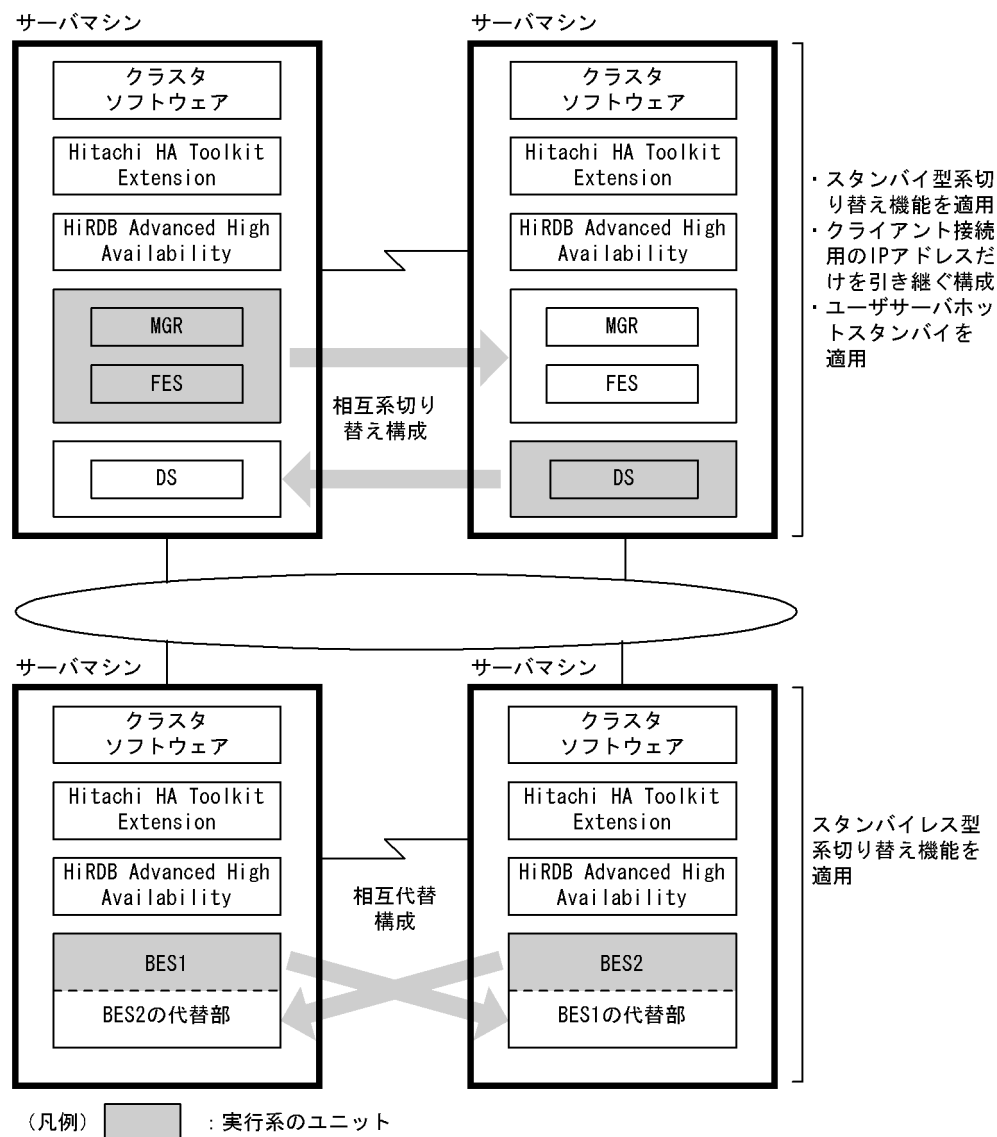 サーバマシン
クラスタ
ソフトウェア
Hitachi HA Toolkit
Extension
HiRDB Advanced High
Availability
MGR
FES
DS
相互系切り
替え構成
サーバマシン
クラスタ
ソフトウェア
Hitachi HA Toolkit
Extension
HiRDB Advanced High
Availability
MGR
FES
DS
・スタンバイ型系切
り替え機能を適用
・クライアント接続
用のIPアドレスだ
けを引き継ぐ構成
・ユーザサーバホッ
トスタンバイを
適用
サーバマシン
クラスタ
ソフトウェア
Hitachi HA Toolkit
Extension
HiRDB Advanced High
Availability
BES1
BES2の代替部
相互代替
構成
サーバマシン
クラスタ
ソフトウェア
Hitachi HA Toolkit
Extension
HiRDB Advanced High
Availability
BES2
BES1の代替部
スタンバイレス型
系切り替え機能を
適用
（凡例）　：実行系のユニット